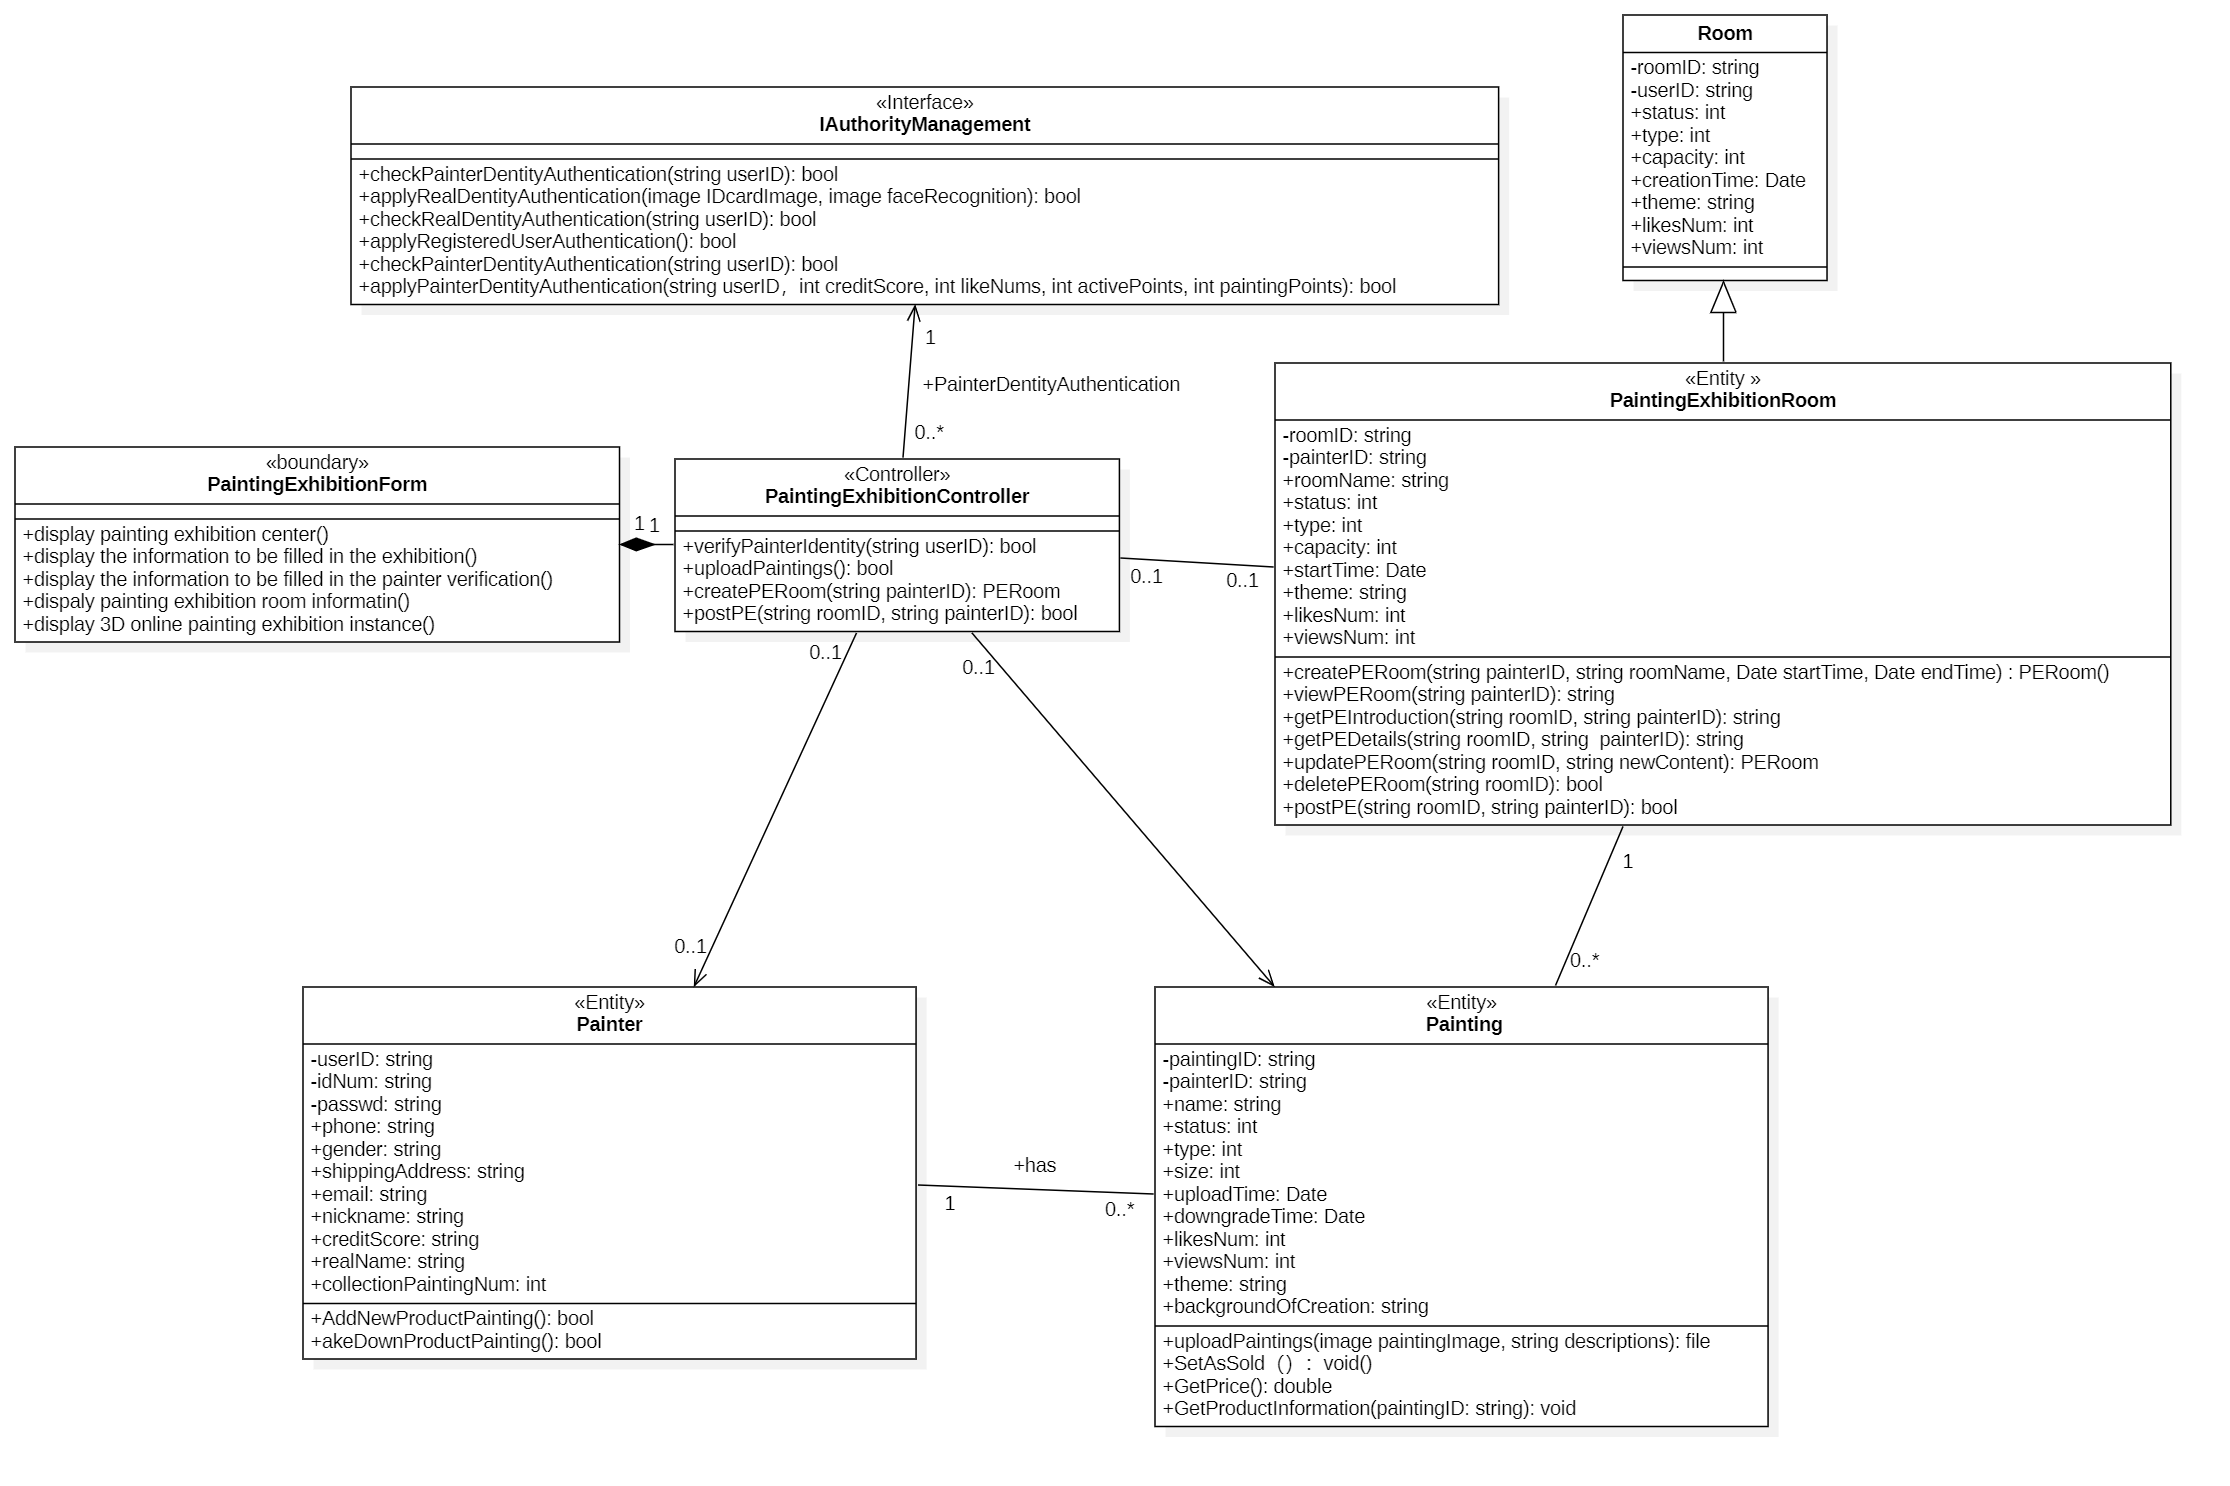 Room
-roomID: string
-userID: string
+status: int
+type: int
+capacity: int
+creationTime: Date
+theme: string
+likesNum: int
+viewsNum: int
«Interface»
IAuthorityManagement
+checkPainterDentityAuthentication(string userID): bool
+applyRealDentityAuthentication(image IDcardImage, image faceRecognition): bool
+checkRealDentityAuthentication(string userID): bool
+applyRegisteredUserAuthentication(): bool
+checkPainterDentityAuthentication(string userID): bool
+applyPainterDentityAuthentication(string userID，int creditScore, int likeNums, int activePoints, int paintingPoints): bool
1
+PainterDentityAuthentication
0..*
«boundary»
PaintingExhibitionForm
+display painting exhibition center()
+display the information to be filled in the exhibition()
+display the information to be filled in the painter verification()
+dispaly painting exhibition room informatin()
+display 3D online painting exhibition instance()
1
1
«Controller»
PaintingExhibitionController
+verifyPainterIdentity(string userID): bool
+uploadPaintings(): bool
+createPERoom(string painterID): PERoom
+postPE(string roomID, string painterID): bool
0..1
0..1
«Entity »
PaintingExhibitionRoom
-roomID: string
-painterID: string
+roomName: string
+status: int
+type: int
+capacity: int
+startTime: Date
+theme: string
+likesNum: int
+viewsNum: int
+createPERoom(string painterID, string roomName, Date startTime, Date endTime) : PERoom()
+viewPERoom(string painterID): string
+getPEIntroduction(string roomID, string painterID): string
+getPEDetails(string roomID, string  painterID): string
+updatePERoom(string roomID, string newContent): PERoom
+deletePERoom(string roomID): bool
+postPE(string roomID, string painterID): bool
0..1
0..1
1
0..1
0..*
«Entity»
Painter
-userID: string
-idNum: string
-passwd: string
+phone: string
+gender: string
+shippingAddress: string
+email: string
+nickname: string
+creditScore: string
+realName: string
+collectionPaintingNum: int
+AddNewProductPainting(): bool
+akeDownProductPainting(): bool
+has
1
0..*
«Entity»
Painting
-paintingID: string
-painterID: string
+name: string
+status: int
+type: int
+size: int
+uploadTime: Date
+downgradeTime: Date
+likesNum: int
+viewsNum: int
+theme: string
+backgroundOfCreation: string
+uploadPaintings(image paintingImage, string descriptions): file
+SetAsSold（）：void()
+GetPrice(): double
+GetProductInformation(paintingID: string): void